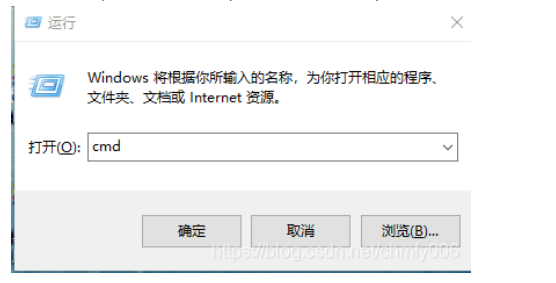 运行
Windows 将根据你所输入的名称，为你打开相应的程序、
文件夹、文档或 Internet 资源。
打开(O): cmd
确定 取消 浏览(B)...
https://blog.csdn.net/chmfy006